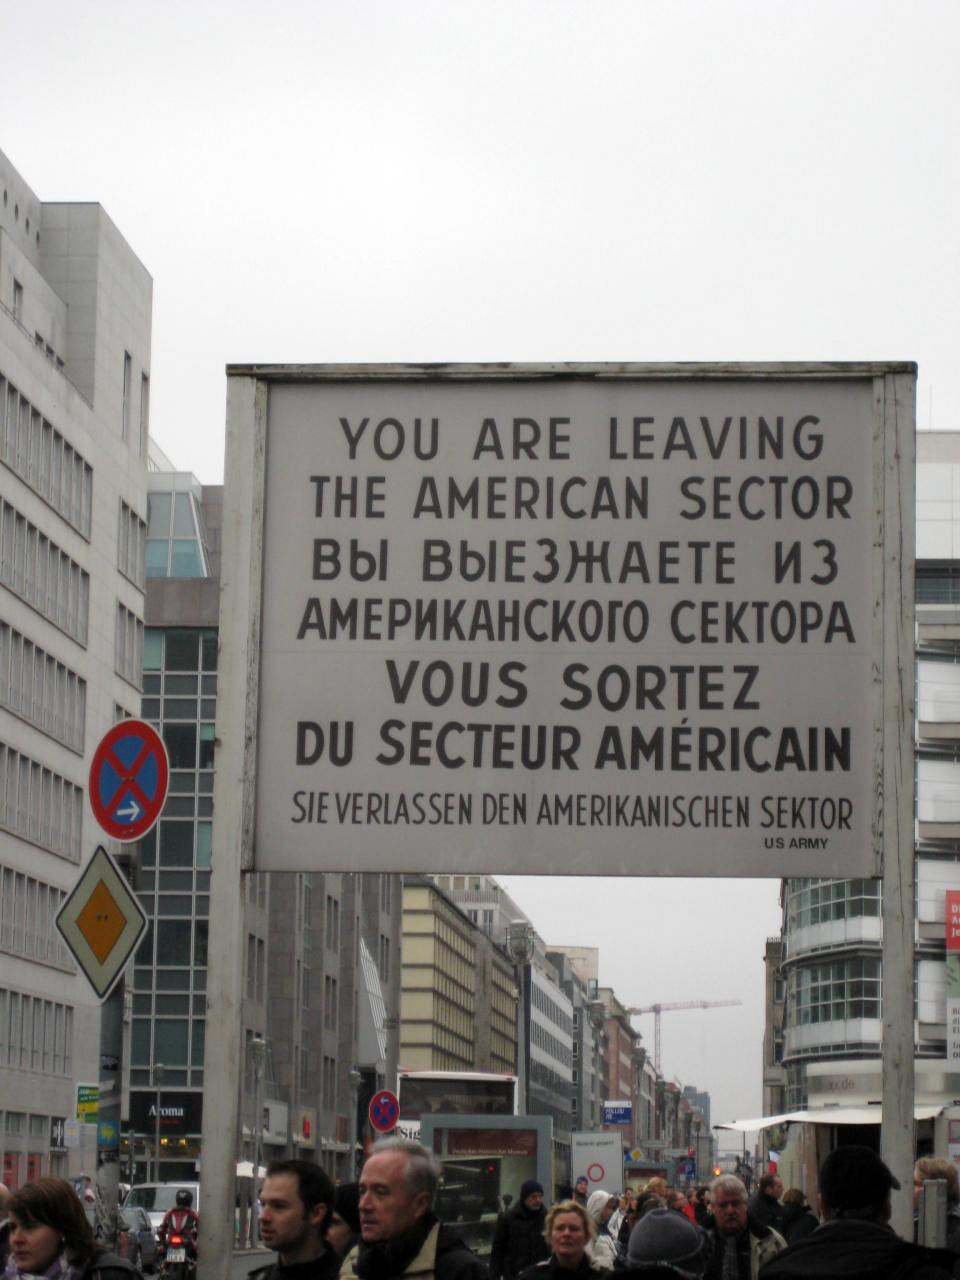 YOU ARE LEAVING
THE AMERICAN SECTOR
ВЫ ВЫЕЗЖАЕТЕ ИЗ
АМЕРИКАНСКОГО СЕКТОРА
VOUS SORTEZ
DU SECTEUR AMÉRICAIN
SIE VERLASSEN DEN AMERIKANISCHEN SEKTOR
US ARMY
Aroma